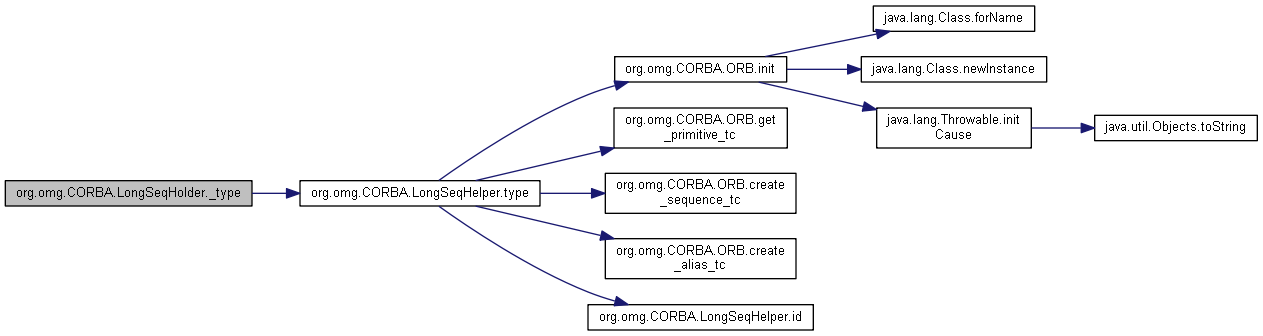 org.omg.CORBA.LongSeqHolder._type
org.omg.CORBA.LongSeqHelper.type
org.omg.CORBA.ORB.init
java.lang.Class.forName
java.lang.Class.newInstance
java.lang.Throwable.init
Cause
java.util.Objects.toString
org.omg.CORBA.ORB.get
_primitive_tc
org.omg.CORBA.ORB.create
_sequence_tc
org.omg.CORBA.ORB.create
_alias_tc
org.omg.CORBA.LongSeqHelper.id